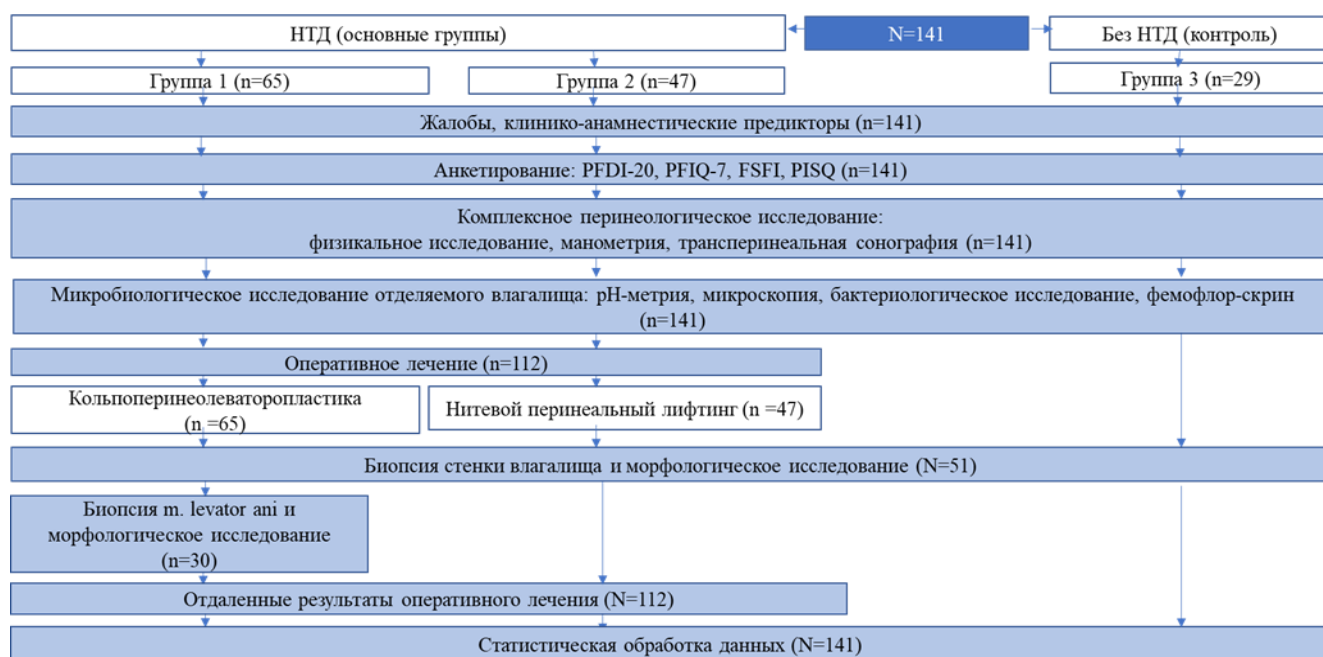 НТД (основные группы)
N=141
Без НТД (контроль)
Группа 1 (n=65)
Группа 2 (n=47)
Группа 3 (n=29)
Жалобы, клинико-анамнестические предикторы (n=141)
Анкетирование: PFDI-20, PFIQ-7, FSFI, PISQ (n=141)
Комплексное перинеологическое исследование:
физикальное исследование, манометрия, трансперинеальная сонография (n=141)
Микробиологическое исследование отделяемого влагалища: pH-метрия, микроскопия, бактериологическое исследование, фемофлор-скрин
(n=141)
Оперативное лечение (n=112)
Кольпоперинеолеваторопластика
(n =65)
Нитевой перинеальный лифтинг (n =47)
Биопсия стенки влагалища и морфологическое исследование (N=51)
Биопсия m. levator ani и
морфологическое исследование
(n=30)
Отдаленные результаты оперативного лечения (N=112)
Статистическая обработка данных (N=141)